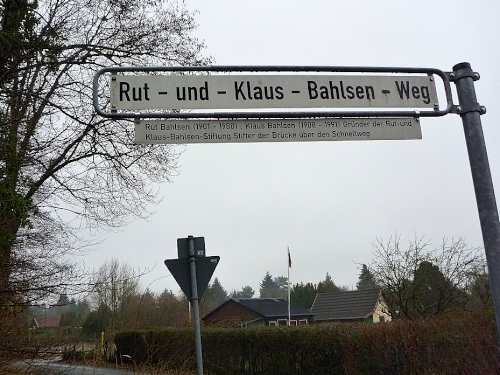 Rut - und - Klaus - Bahlsen - Weg
Rut Bahlsen (1901 - 1988) , Klaus Bahlsen (1908 - 1991) Gründer der Rut-und
Klaus-Bahlsen-Stiftung.Stifter der Brücke über den Schnellweg